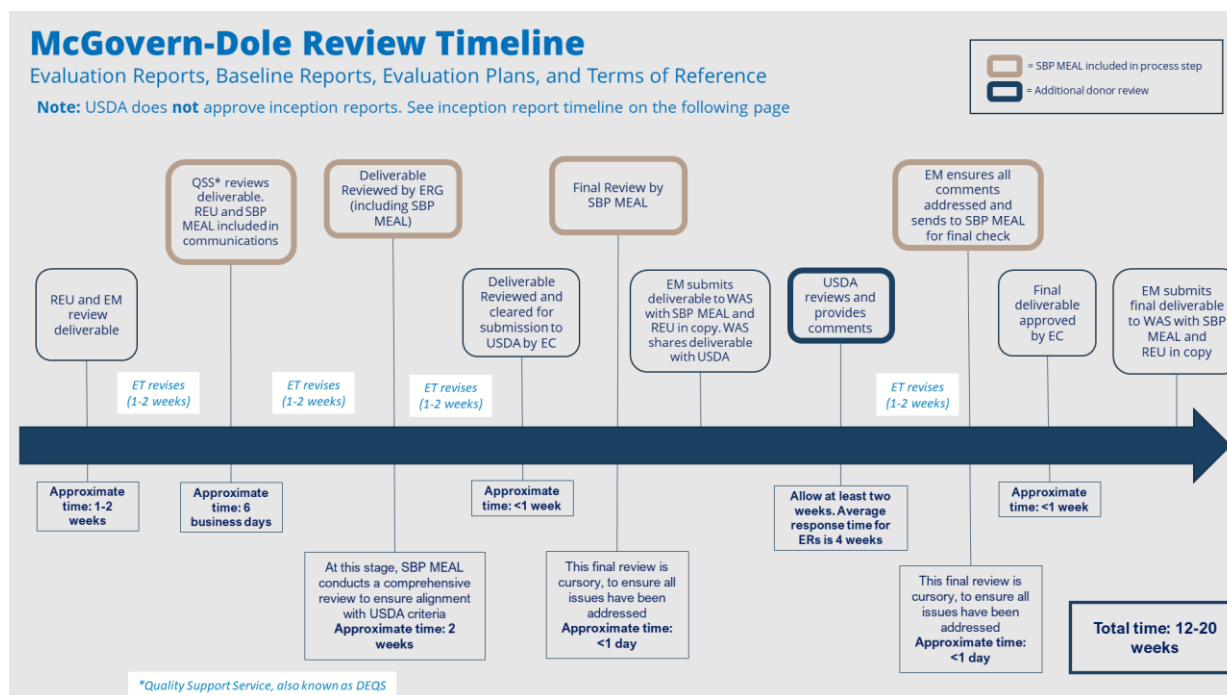 McGovern-Dole Review Timeline
Evaluation Reports, Baseline Reports, Evaluation Plans, and Terms of Reference
Note: USDA does not approve inception reports. See inception report timeline on the following page
= SBP MEAL included in process step
= Additional donor review
REU and EM
review
deliverable
QSS* reviews
deliverable.
REU and SBP
MEAL included in
communications
Deliverable
Reviewed by ERG
(including SBP
MEAL)
Deliverable
Reviewed and
cleared for
submission to
USDA by EC
Final Review by
SBP MEAL
EM submits
deliverable to WAS
with SBP MEAL and
REU in copy. WAS
shares deliverable
with USDA
USDA
reviews and
provides
comments
EM ensures all
comments
addressed and
sends to SBP MEAL
for final check
Final
deliverable
approved
by EC
EM submits
final deliverable
to WAS with SBP
MEAL and
REU in copy
ET revises
(1-2 weeks)
ET revises
(1-2 weeks)
ET revises
(1-2 weeks)
ET revises
(1-2 weeks)
Approximate
time: 1-2
weeks
Approximate
time: 6
business days
At this stage, SBP MEAL
conducts a comprehensive
review to ensure alignment
with USDA criteria
Approximate time: 2
weeks
Approximate
time: <1 week
This final review is
cursory, to ensure all
issues have been
addressed
Approximate time:
<1 day
Allow at least two
weeks. Average
response time for
ERs is 4 weeks
This final review is
cursory, to ensure all
issues have been
addressed
Approximate time:
<1 day
Approximate
time: <1 week
Total time: 12-20
weeks
*Quality Support Service, also known as DEQS